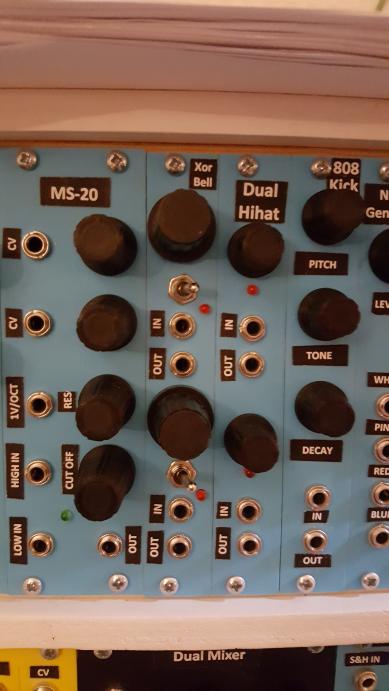 MS-20
CV
CV
1V/OCT
RES
HIGH IN
CUT OFF
LOW IN
OUT
Xor
Bell
IN
OUT
IN
OUT
Dual
Hihat
IN
OUT
IN
OUT
808
Kick
PITCH
TONE
DECAY
IN
OUT
CV
Dual Mixer
S&H IN